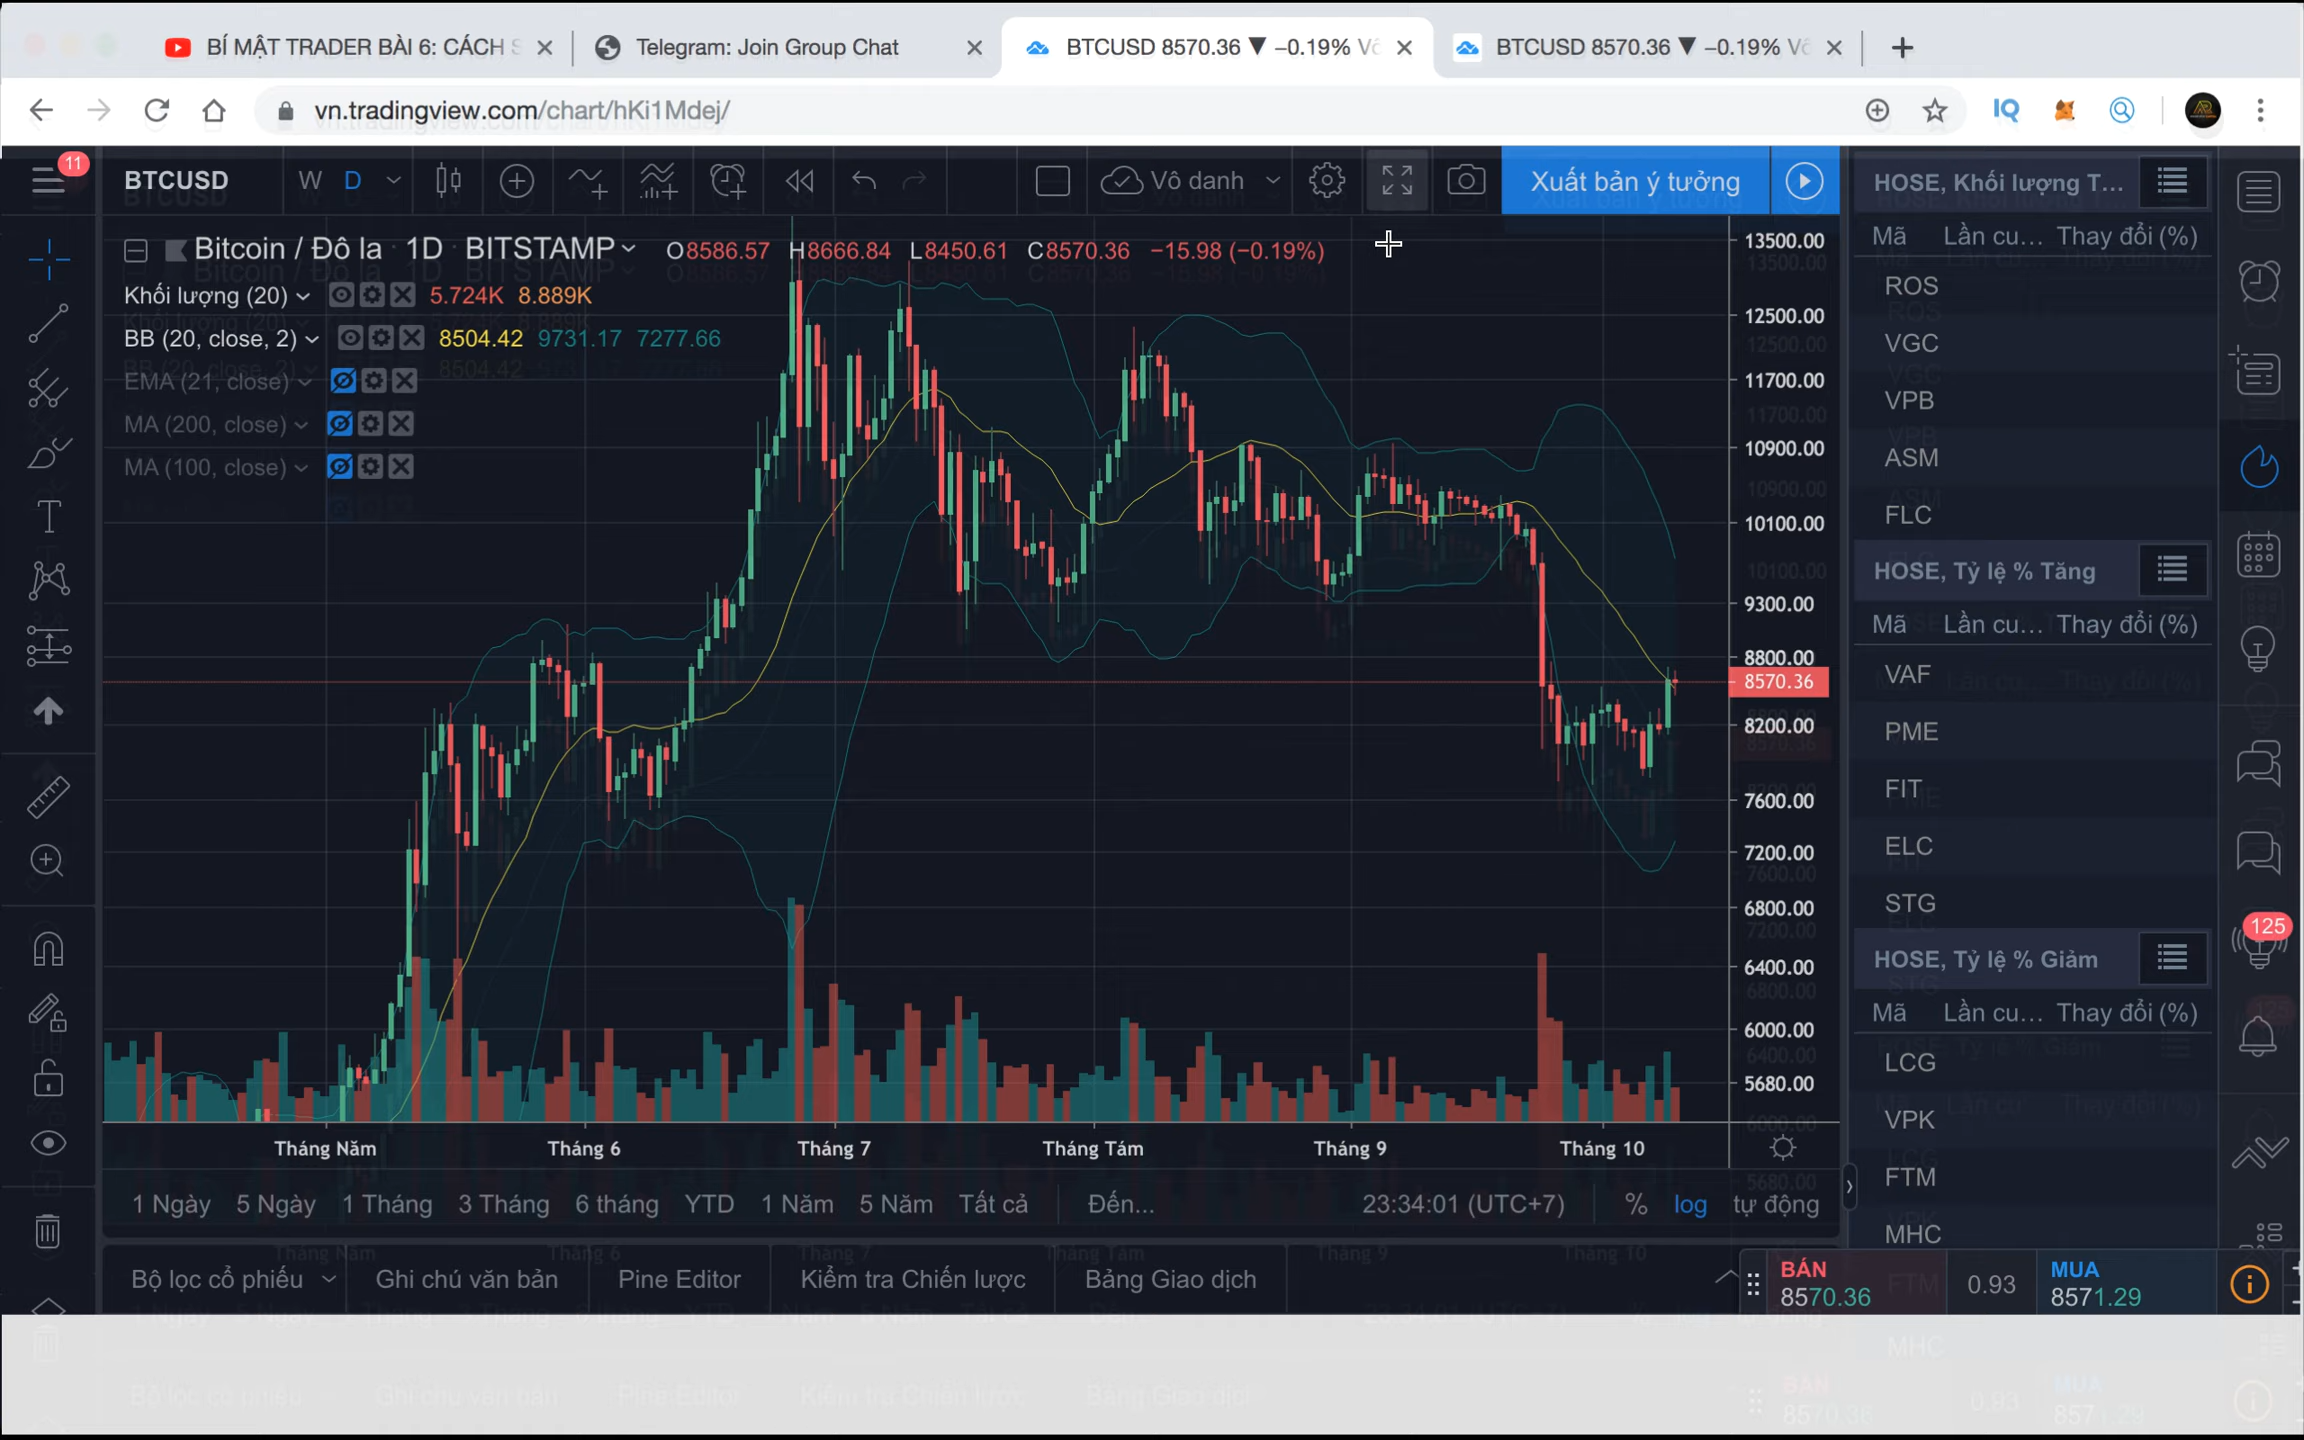 BÍ MẬT TRADER BÀI 6: CÁCH
Telegram: Join Group Chat
BTCUSD 8570.36 ▼ −0.19%
BTCUSD 8570.36 ▼ −0.19%
vn.tradingview.com/chart/hKi1Mdej/
IQ
11
BTCUSD
W
D
Vô danh
Xuất bản ý tưởng
Bitcoin / Đô la 1D BITSTAMP
O8586.57 H8666.84 L8450.61 C8570.36 −15.98 (−0.19%)
Khối lượng (20) 5.724K 8.889K
BB (20, close, 2) 8504.42 9731.17 7277.66
EMA (21, close)
MA (200, close)
MA (100, close)
13500.00
12500.00
11700.00
10900.00
10100.00
9300.00
8800.00
8570.36
8200.00
7600.00
7200.00
6800.00
6400.00
6000.00
5680.00
Tháng Năm Tháng 6 Tháng 7 Tháng Tám Tháng 9 Tháng 10
1 Ngày 5 Ngày 1 Tháng 3 Tháng 6 tháng YTD 1 Năm 5 Năm Tất cả Đến... 23:34:01 (UTC+7) % log tự động
Bộ lọc cổ phiếu Ghi chú văn bản Pine Editor Kiểm tra Chiến lược Bảng Giao dịch
HOSE, Khối lượng T...
Mã Lần cu... Thay đổi (%)
ROS
VGC
VPB
ASM
FLC
HOSE, Tỷ lệ % Tăng
Mã Lần cu... Thay đổi (%)
VAF
PME
FIT
ELC
STG
HOSE, Tỷ lệ % Giảm
Mã Lần cu... Thay đổi (%)
LCG
VPK
FTM
MHC
125
BÁN
8570.36
0.93
MUA
8571.29